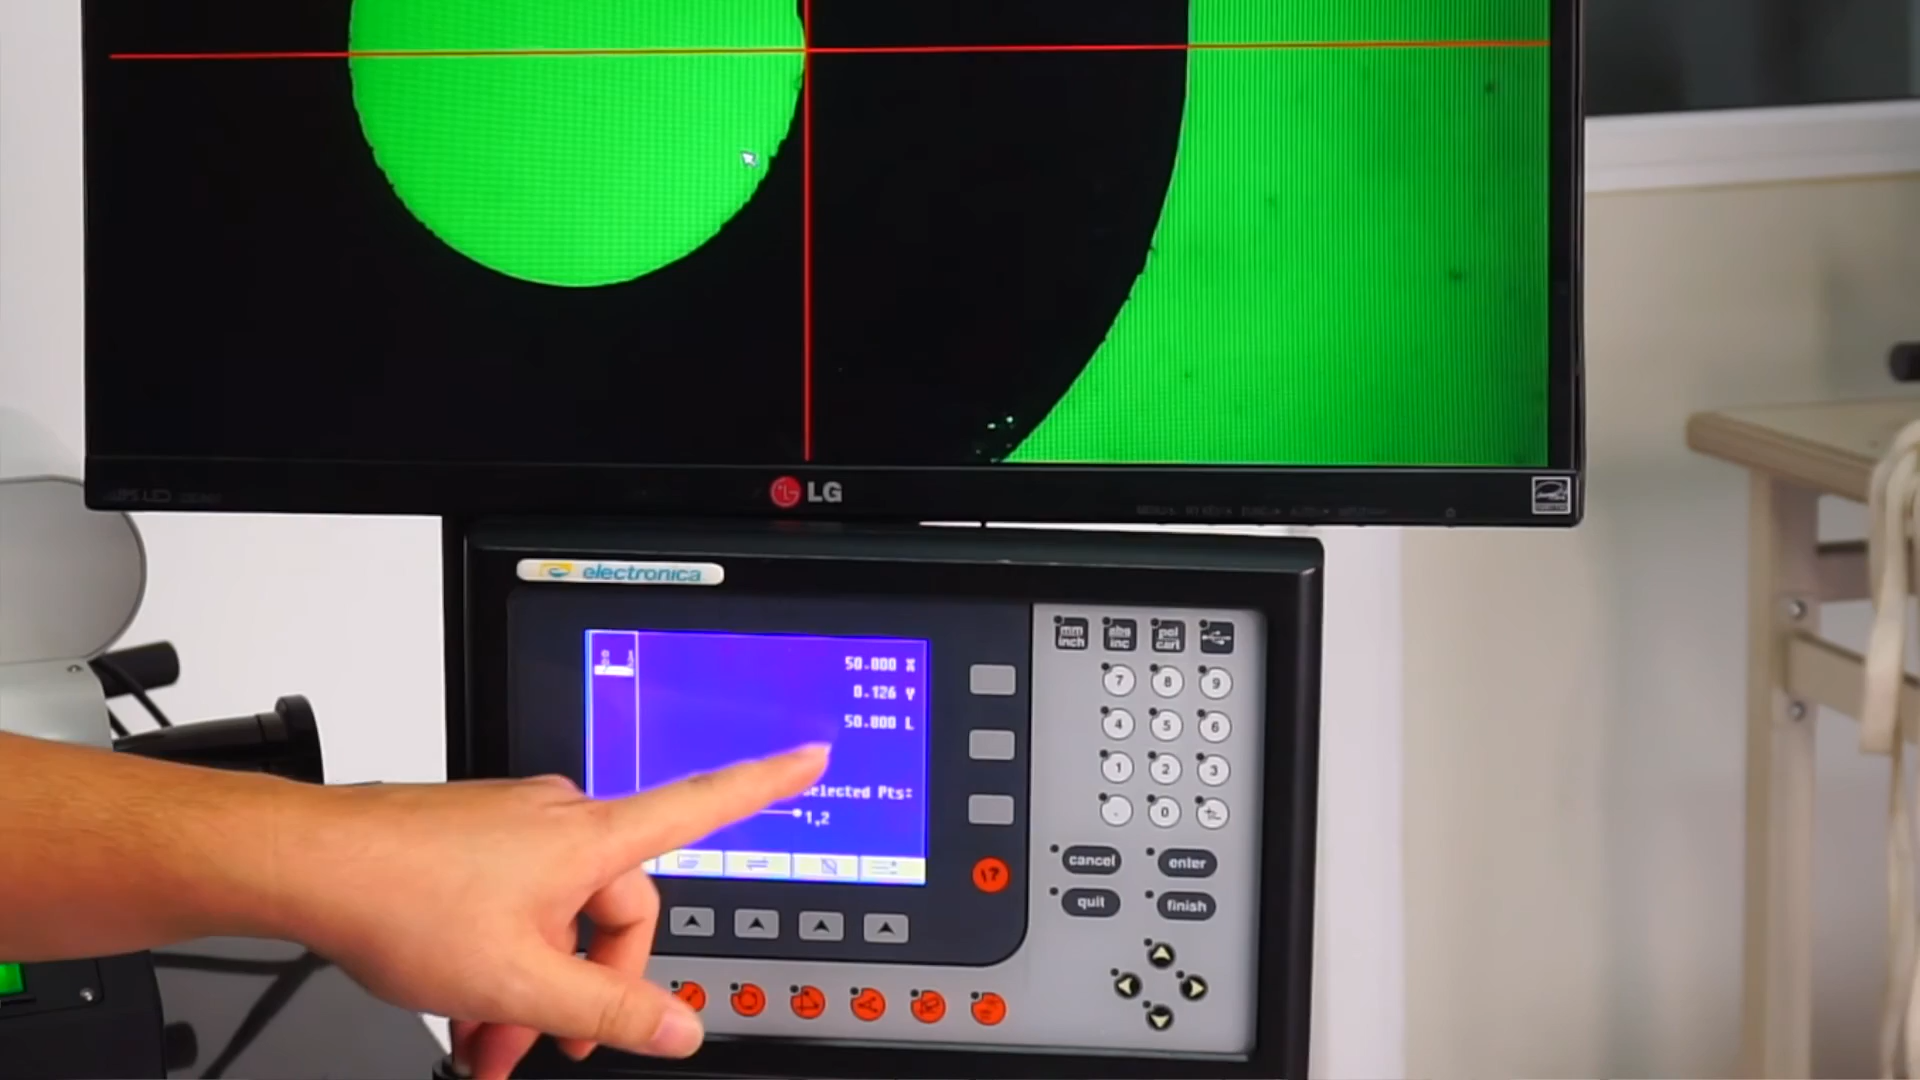 LG
electronica
50.000 X
0.126 Y
50.000 L
Selected Pts:
1,2
mm inch
abs inc
pol cart
7 8 9
4 5 6
1 2 3
. 0
cancel enter
quit finish
!?